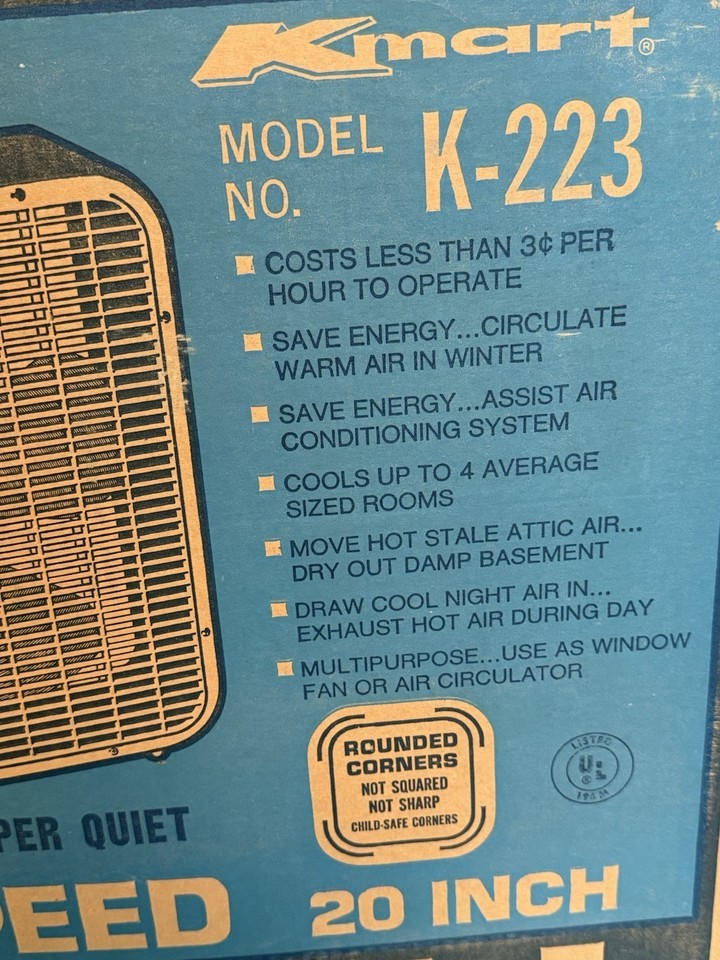 Kmart®
MODEL
NO.
K-223
COSTS LESS THAN 3¢ PER
HOUR TO OPERATE
SAVE ENERGY...CIRCULATE
WARM AIR IN WINTER
SAVE ENERGY...ASSIST AIR
CONDITIONING SYSTEM
COOLS UP TO 4 AVERAGE
SIZED ROOMS
MOVE HOT STALE ATTIC AIR...
DRY OUT DAMP BASEMENT
DRAW COOL NIGHT AIR IN...
EXHAUST HOT AIR DURING DAY
MULTIPURPOSE...USE AS WINDOW
FAN OR AIR CIRCULATOR
ROUNDED
CORNERS
NOT SQUARED
NOT SHARP
CHILD-SAFE CORNERS
LISTED
UL®
PER QUIET
PEED
20 INCH